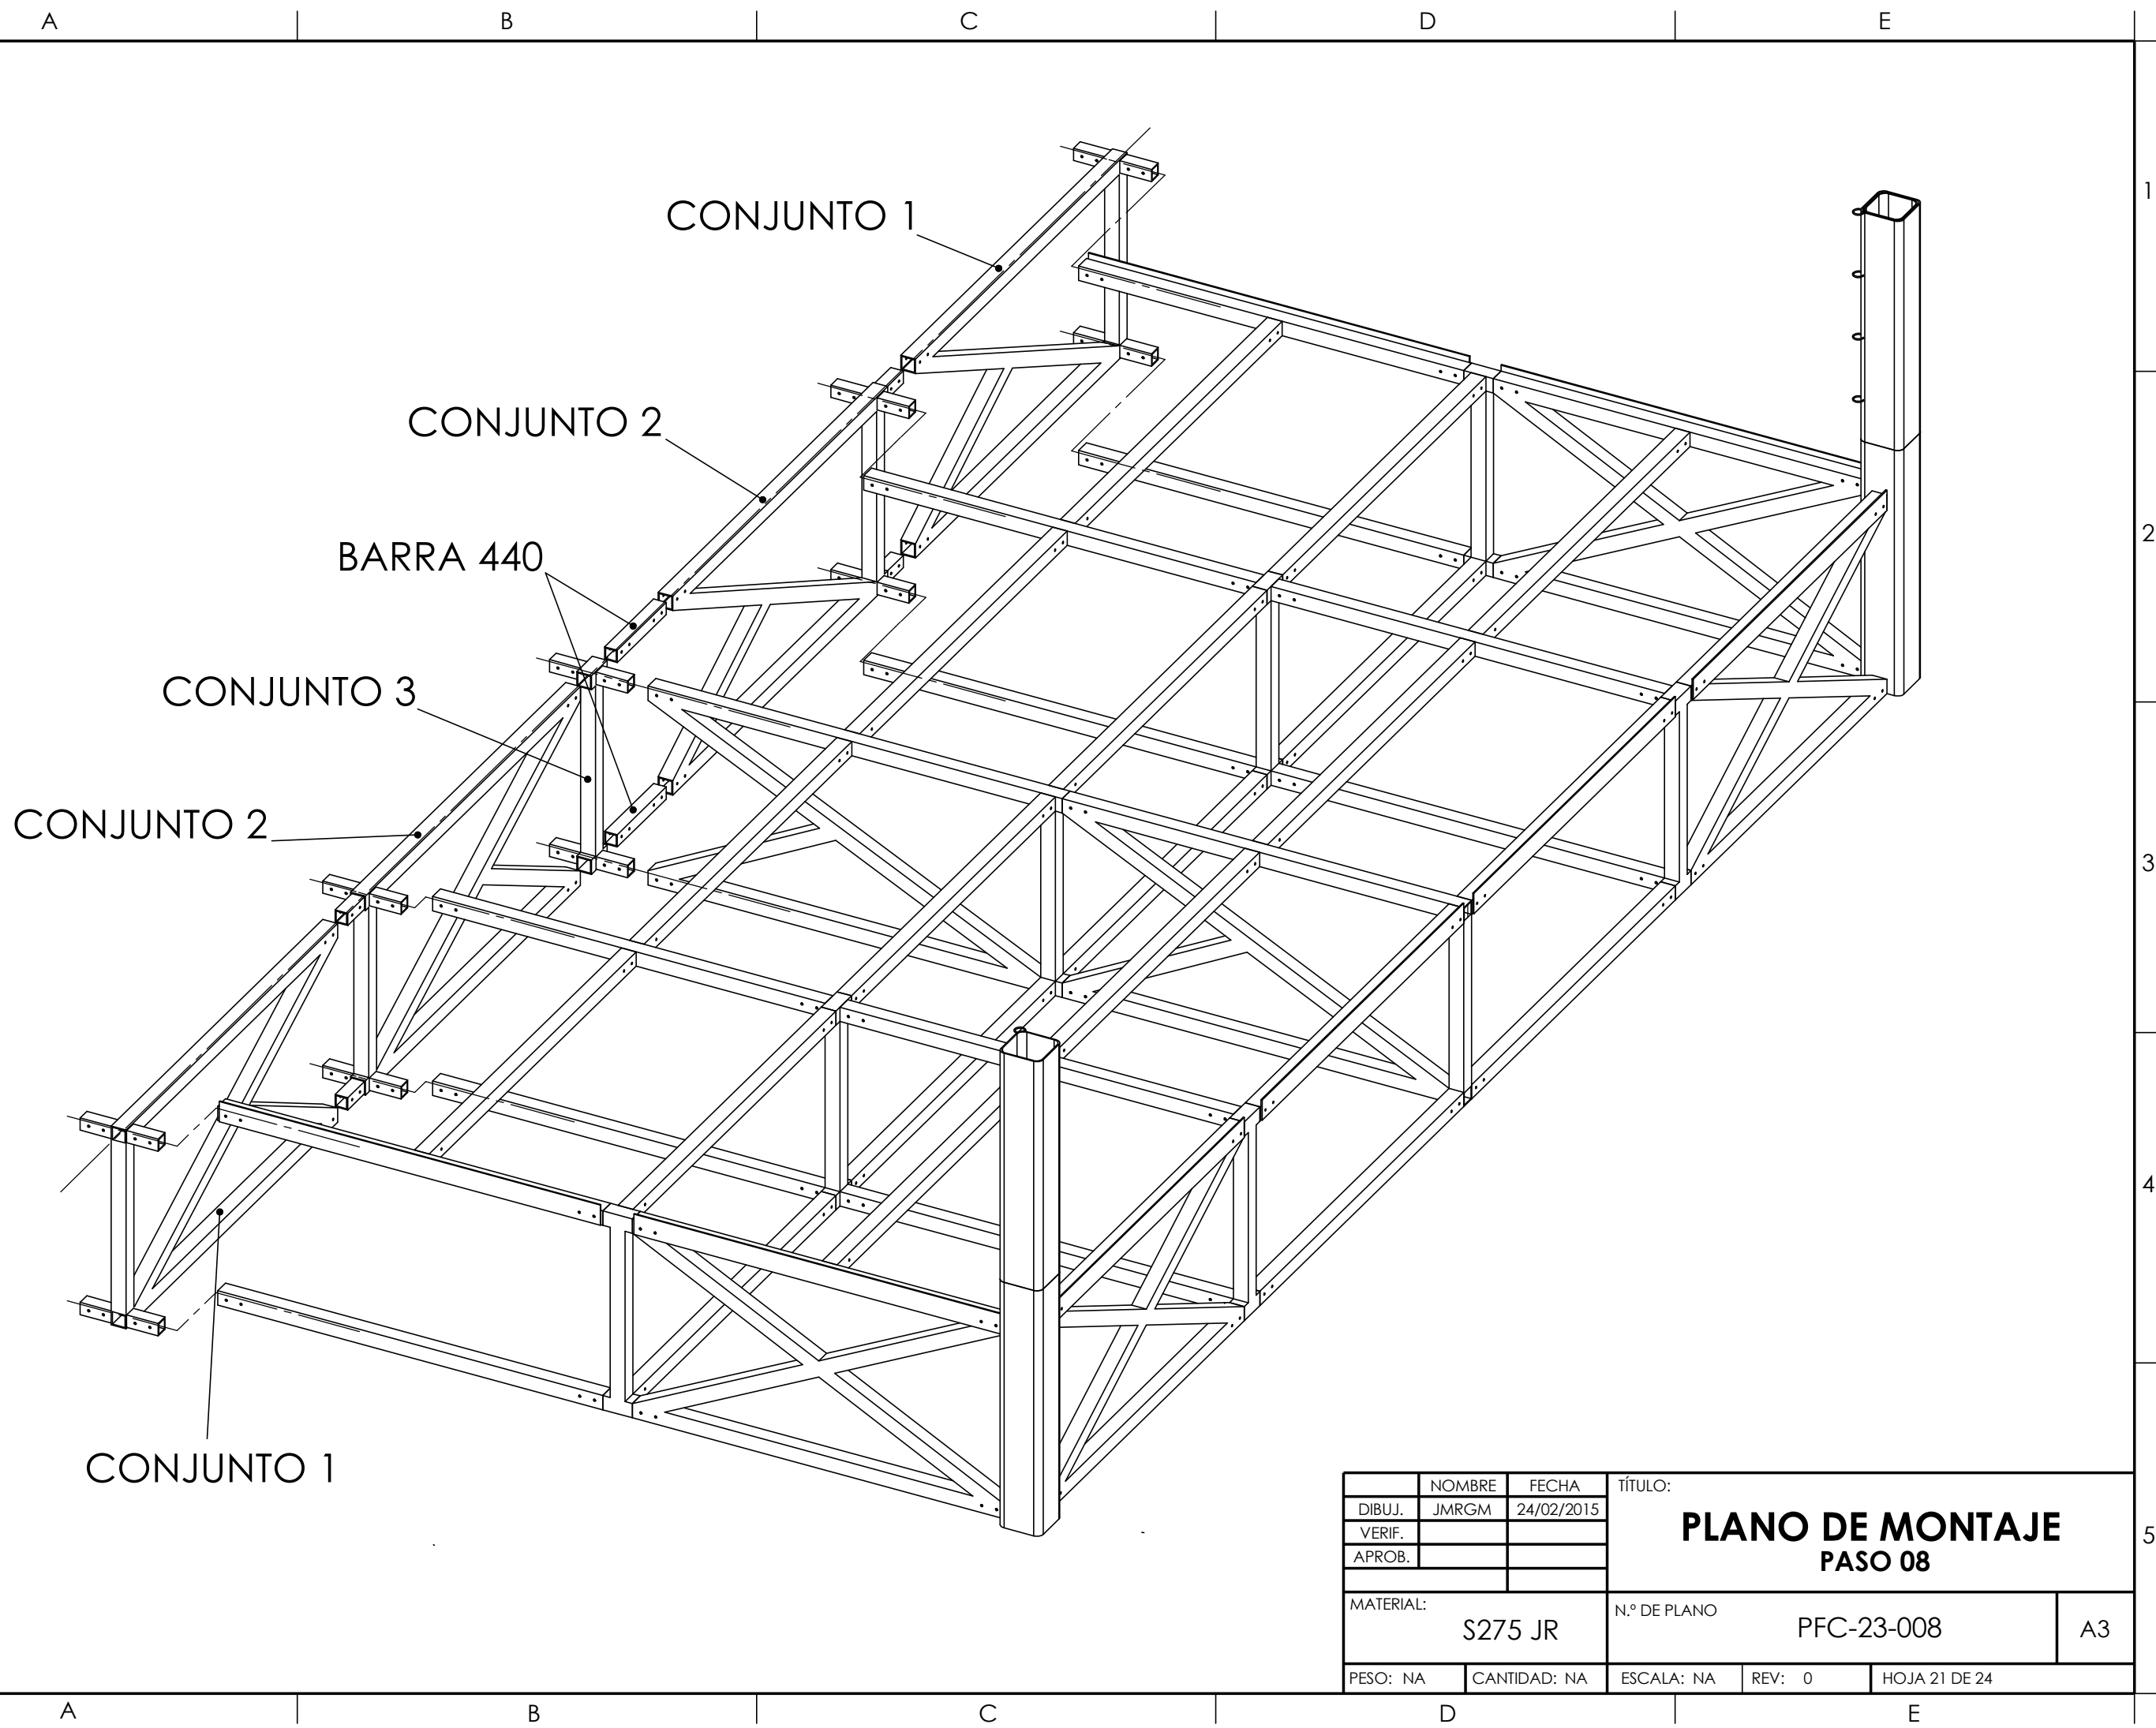 A B C D E
1
CONJUNTO 1
CONJUNTO 2
2
BARRA 440
CONJUNTO 3
CONJUNTO 2
3
4
CONJUNTO 1
NOMBRE FECHA TÍTULO:
DIBUJ. JMRGM 24/02/2015
PLANO DE MONTAJE
VERIF.
5
APROB.
PASO 08
MATERIAL:
S275 JR
N.º DE PLANO
PFC-23-008
A3
PESO: NA CANTIDAD: NA ESCALA: NA REV: 0 HOJA 21 DE 24
A B C D E